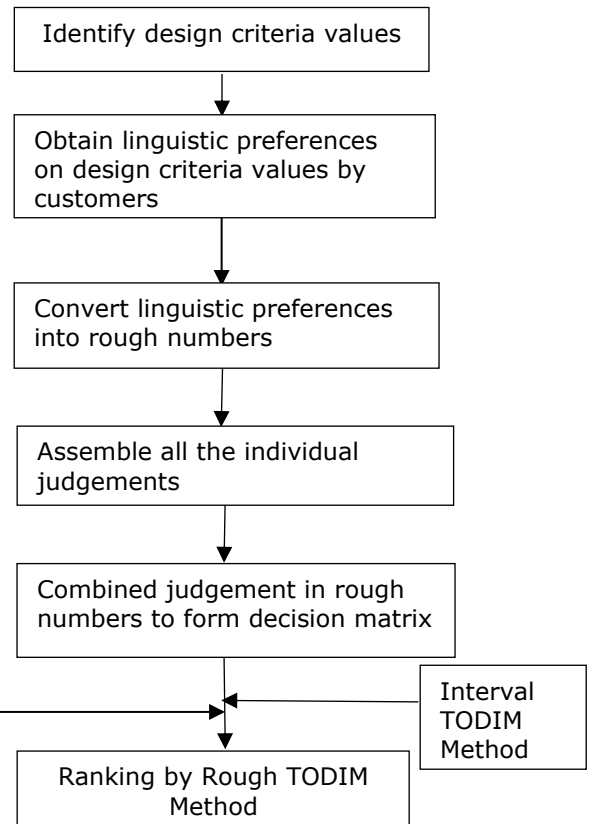 Identify design criteria values
Obtain linguistic preferences
on design criteria values by
customers
Convert linguistic preferences
into rough numbers
Assemble all the individual
judgements
Combined judgement in rough
numbers to form decision matrix
Interval
TODIM
Method
Ranking by Rough TODIM
Method